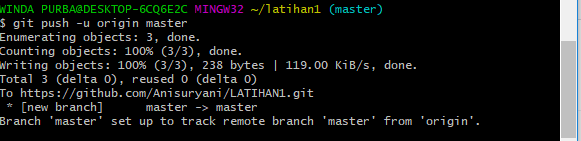 WINDA PURBA@DESKTOP-6CQ6E2C MINGW32 ~/latihan1 (master)
$ git push -u origin master
Enumerating objects: 3, done.
Counting objects: 100% (3/3), done.
Writing objects: 100% (3/3), 238 bytes | 119.00 KiB/s, done.
Total 3 (delta 0), reused 0 (delta 0)
To https://github.com/Anisuryani/LATIHAN1.git
 * [new branch]      master -> master
Branch 'master' set up to track remote branch 'master' from 'origin'.